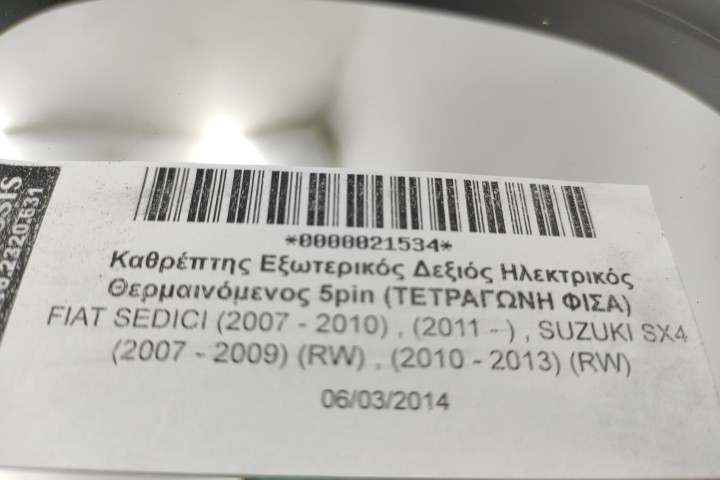 *0000021534*
Καθρέπτης Εξωτερικός Δεξιός Ηλεκτρικός
Θερμαινόμενος 5pin (ΤΕΤΡΑΓΩΝΗ ΦΙΣΑ)
FIAT SEDICI (2007 - 2010) , (2011 - ) , SUZUKI SX4
(2007 - 2009) (RW) , (2010 - 2013) (RW)
06/03/2014